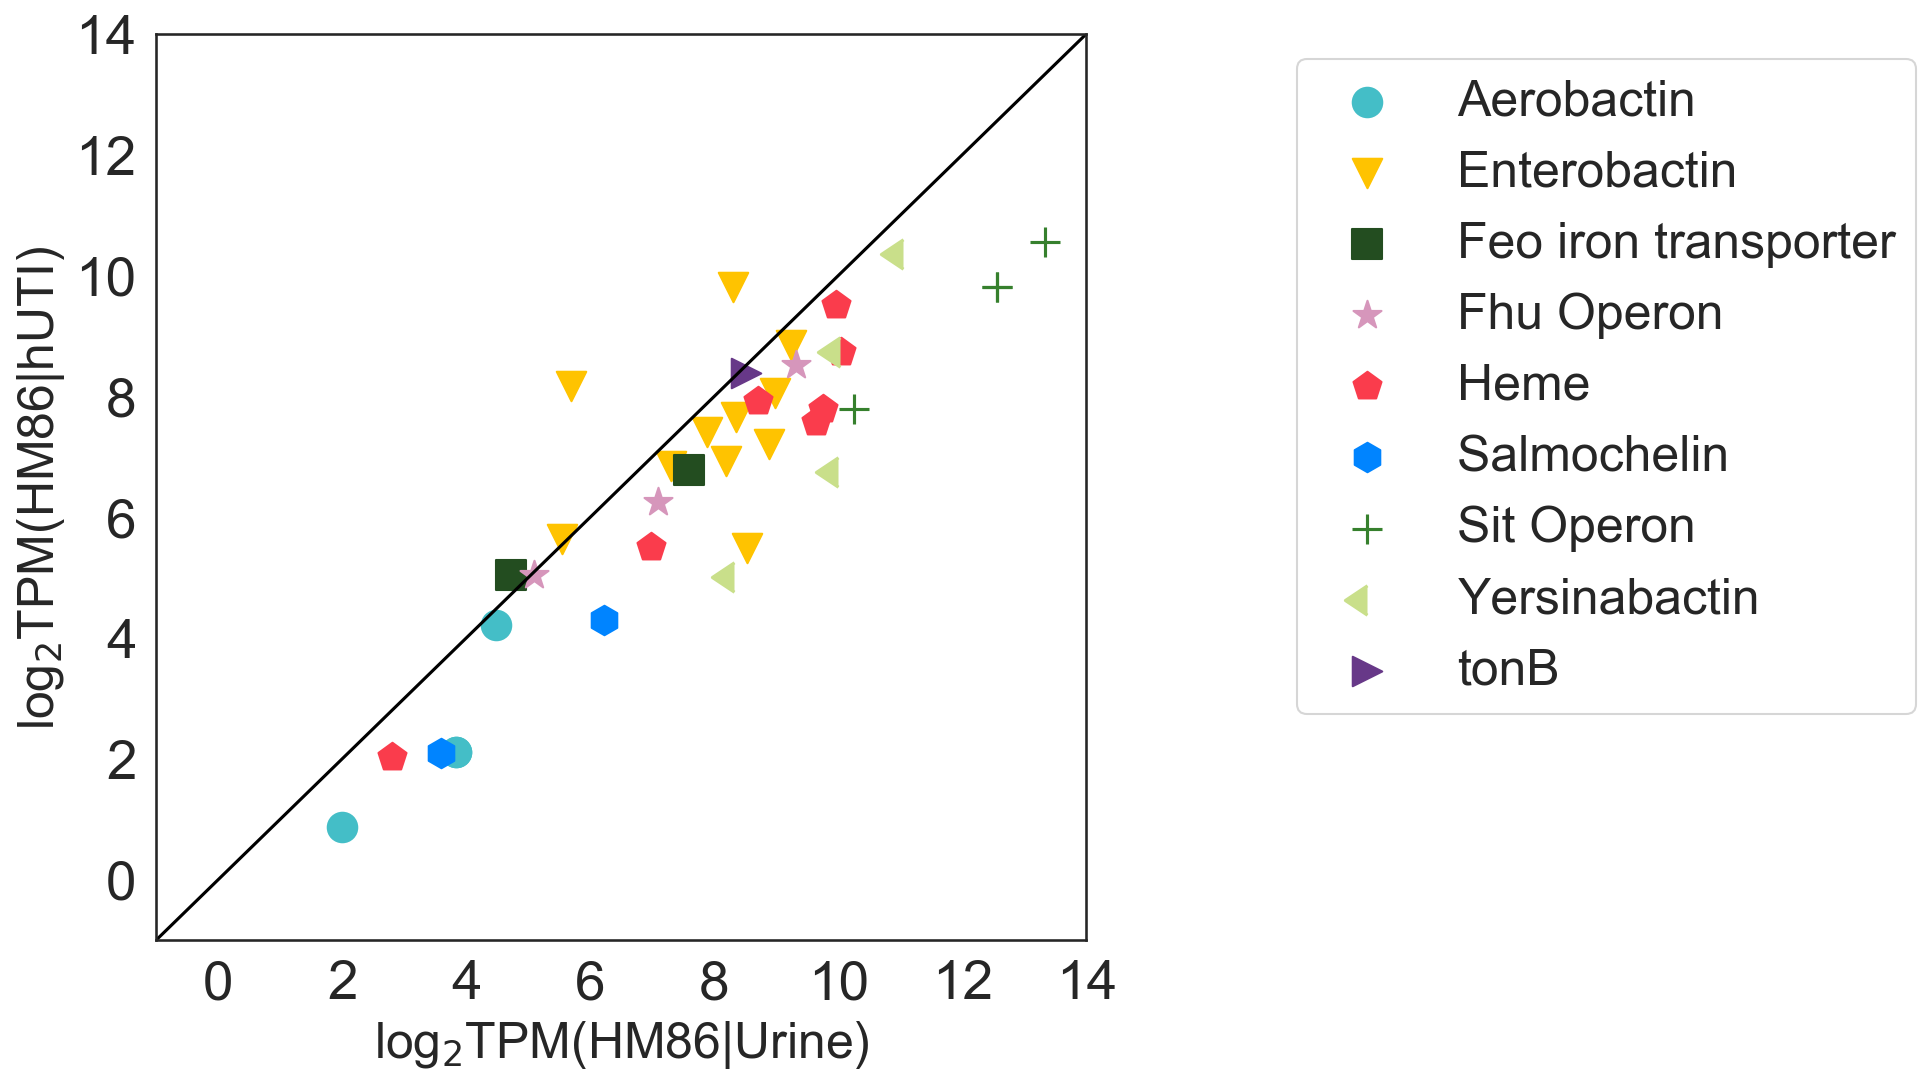 14
12
10
8
6
4
2
0
log₂TPM(HM86|hUTI)
0 2 4 6 8 10 12 14
log₂TPM(HM86|Urine)
Aerobactin
Enterobactin
Feo iron transporter
Fhu Operon
Heme
Salmochelin
Sit Operon
Yersinabactin
tonB